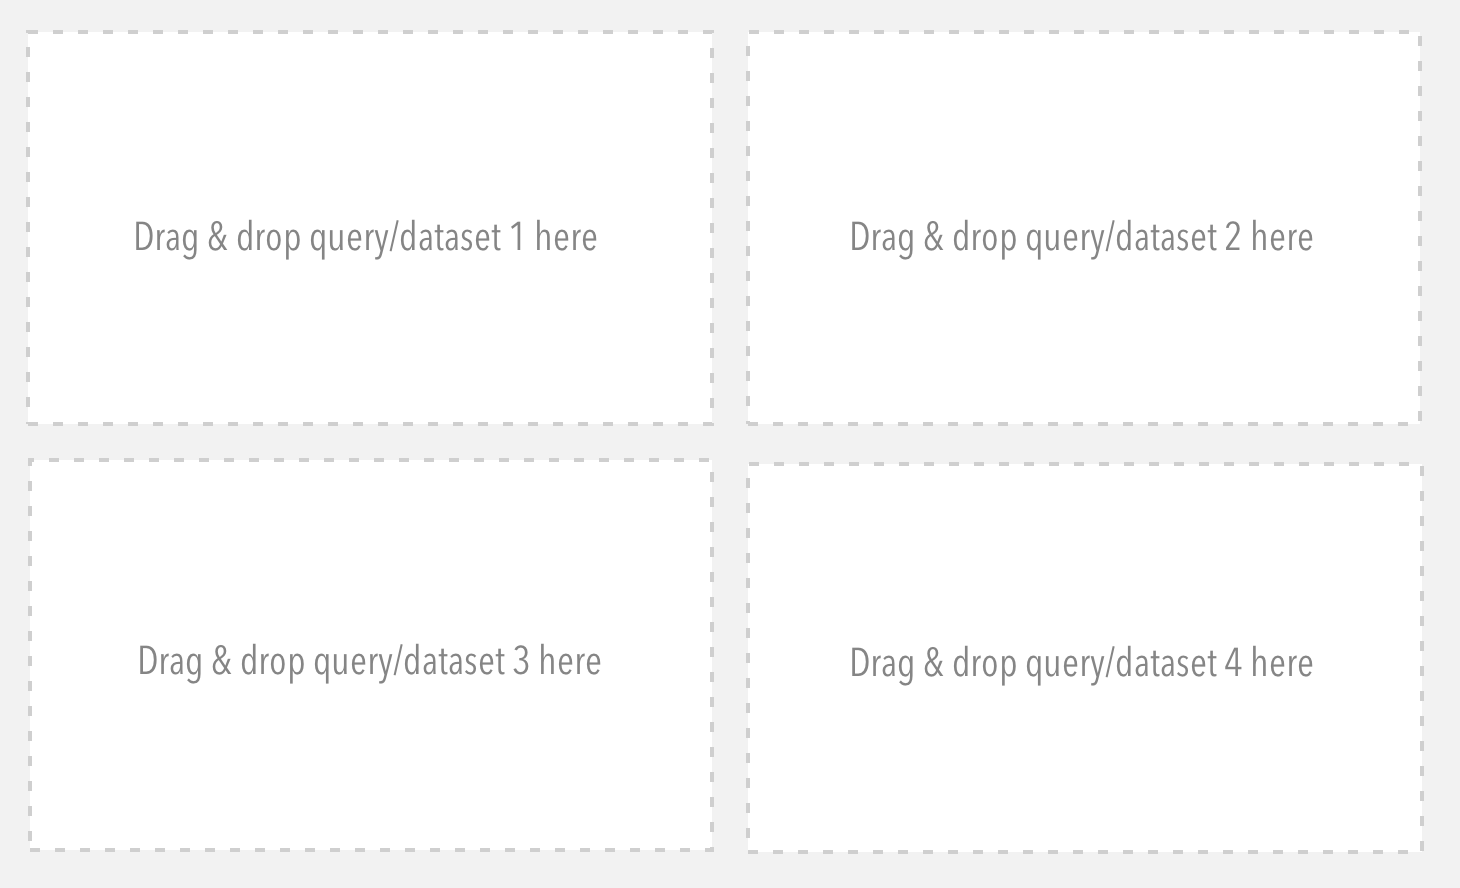 Drag & drop query/dataset 1 here
Drag & drop query/dataset 2 here
Drag & drop query/dataset 3 here
Drag & drop query/dataset 4 here